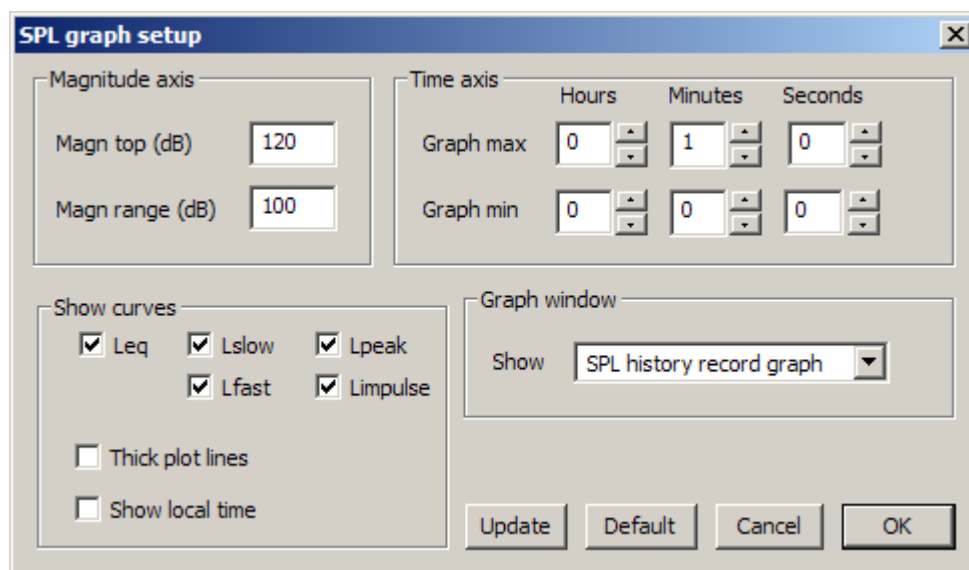 SPL graph setup
Magnitude axis
Magn top (dB) 120
Magn range (dB) 100
Time axis
Hours Minutes Seconds
Graph max 0 1 0
Graph min 0 0 0
Show curves
Leq Lslow Lpeak
Lfast Limpulse
Thick plot lines
Show local time
Graph window
Show SPL history record graph
Update Default Cancel OK